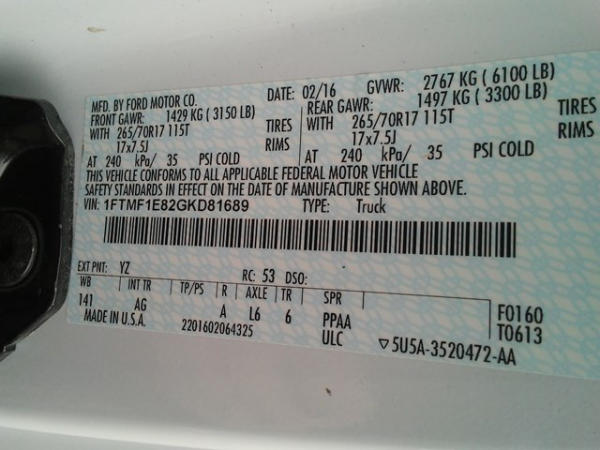 MFD. BY FORD MOTOR CO. DATE: 02/16 GVWR: 2767 KG ( 6100 LB)
FRONT GAWR: 1429 KG ( 3150 LB) REAR GAWR: 1497 KG ( 3300 LB)
WITH 265/70R17 115T TIRES WITH 265/70R17 115T TIRES
17x7.5J RIMS 17x7.5J RIMS
AT 240 kPa/ 35 PSI COLD AT 240 kPa/ 35 PSI COLD
THIS VEHICLE CONFORMS TO ALL APPLICABLE FEDERAL MOTOR VEHICLE
SAFETY STANDARDS IN EFFECT ON THE DATE OF MANUFACTURE SHOWN ABOVE.
VIN: 1FTMF1E82GKD81689 TYPE: Truck
EXT PNT: YZ RC: 53 DSO:
WB INT TR TP/PS R AXLE TR SPR
141 AG A L6 6 PPAA F0160
MADE IN U.S.A. 2201602064325 ULC ▽5U5A-3520472-AA T0613